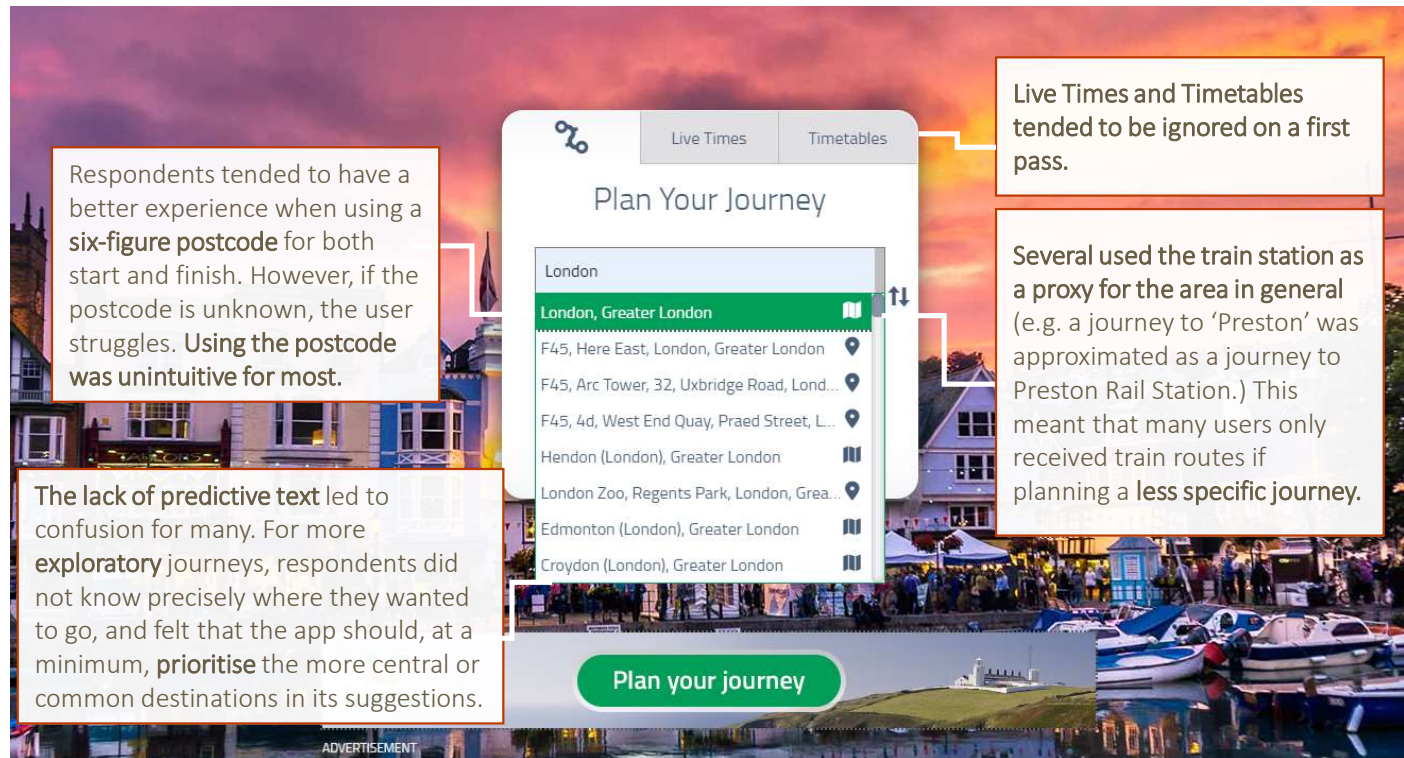 Respondents tended to have a
better experience when using a
six-figure postcode for both
start and finish. However, if the
postcode is unknown, the user
struggles. Using the postcode
was unintuitive for most.
The lack of predictive text led to
confusion for many. For more
exploratory journeys, respondents did
not know precisely where they wanted
to go, and felt that the app should, at a
minimum, prioritise the more central or
common destinations in its suggestions.
Live Times
Timetables
Plan Your Journey
London
London, Greater London
F45, Here East, London, Greater London
F45, Arc Tower, 32, Uxbridge Road, Lond...
F45, 4d, West End Quay, Praed Street, L...
Hendon (London), Greater London
London Zoo, Regents Park, London, Grea...
Edmonton (London), Greater London
Croydon (London), Greater London
Plan your journey
ADVERTISEMENT
Live Times and Timetables
tended to be ignored on a first
pass.
Several used the train station as
a proxy for the area in general
(e.g. a journey to ‘Preston’ was
approximated as a journey to
Preston Rail Station.) This
meant that many users only
received train routes if
planning a less specific journey.